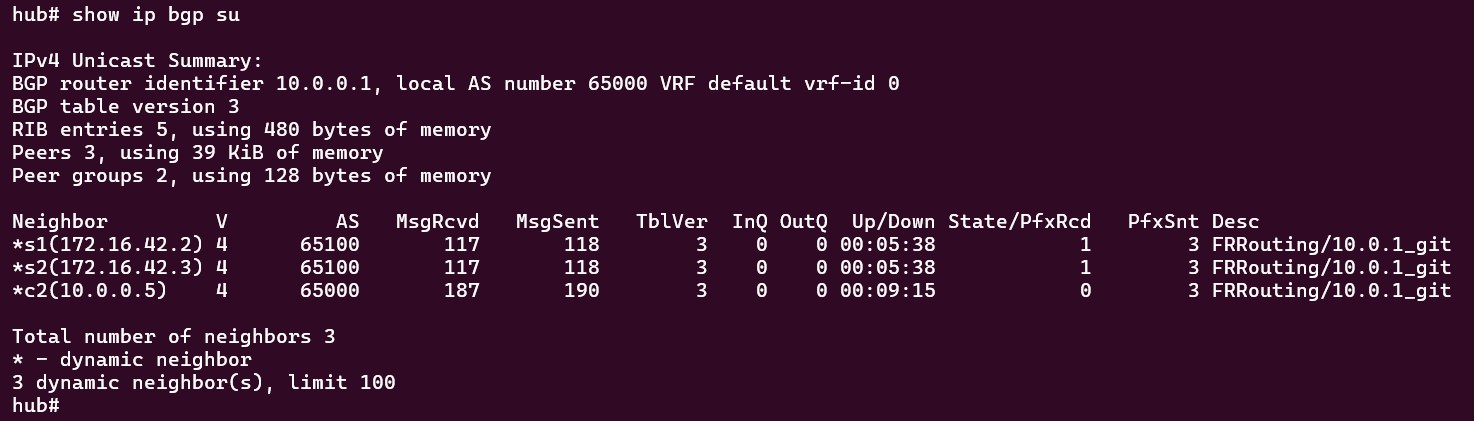 hub# show ip bgp su
IPv4 Unicast Summary:
BGP router identifier 10.0.0.1, local AS number 65000 VRF default vrf-id 0
BGP table version 3
RIB entries 5, using 480 bytes of memory
Peers 3, using 39 KiB of memory
Peer groups 2, using 128 bytes of memory
Neighbor V AS MsgRcvd MsgSent TblVer InQ OutQ Up/Down State/PfxRcd PfxSnt Desc
*s1(172.16.42.2) 4 65100 117 118 3 0 0 00:05:38 1 3 FRRouting/10.0.1_git
*s2(172.16.42.3) 4 65100 117 118 3 0 0 00:05:38 1 3 FRRouting/10.0.1_git
*c2(10.0.0.5) 4 65000 187 190 3 0 0 00:09:15 0 3 FRRouting/10.0.1_git
Total number of neighbors 3
* - dynamic neighbor
3 dynamic neighbor(s), limit 100
hub#